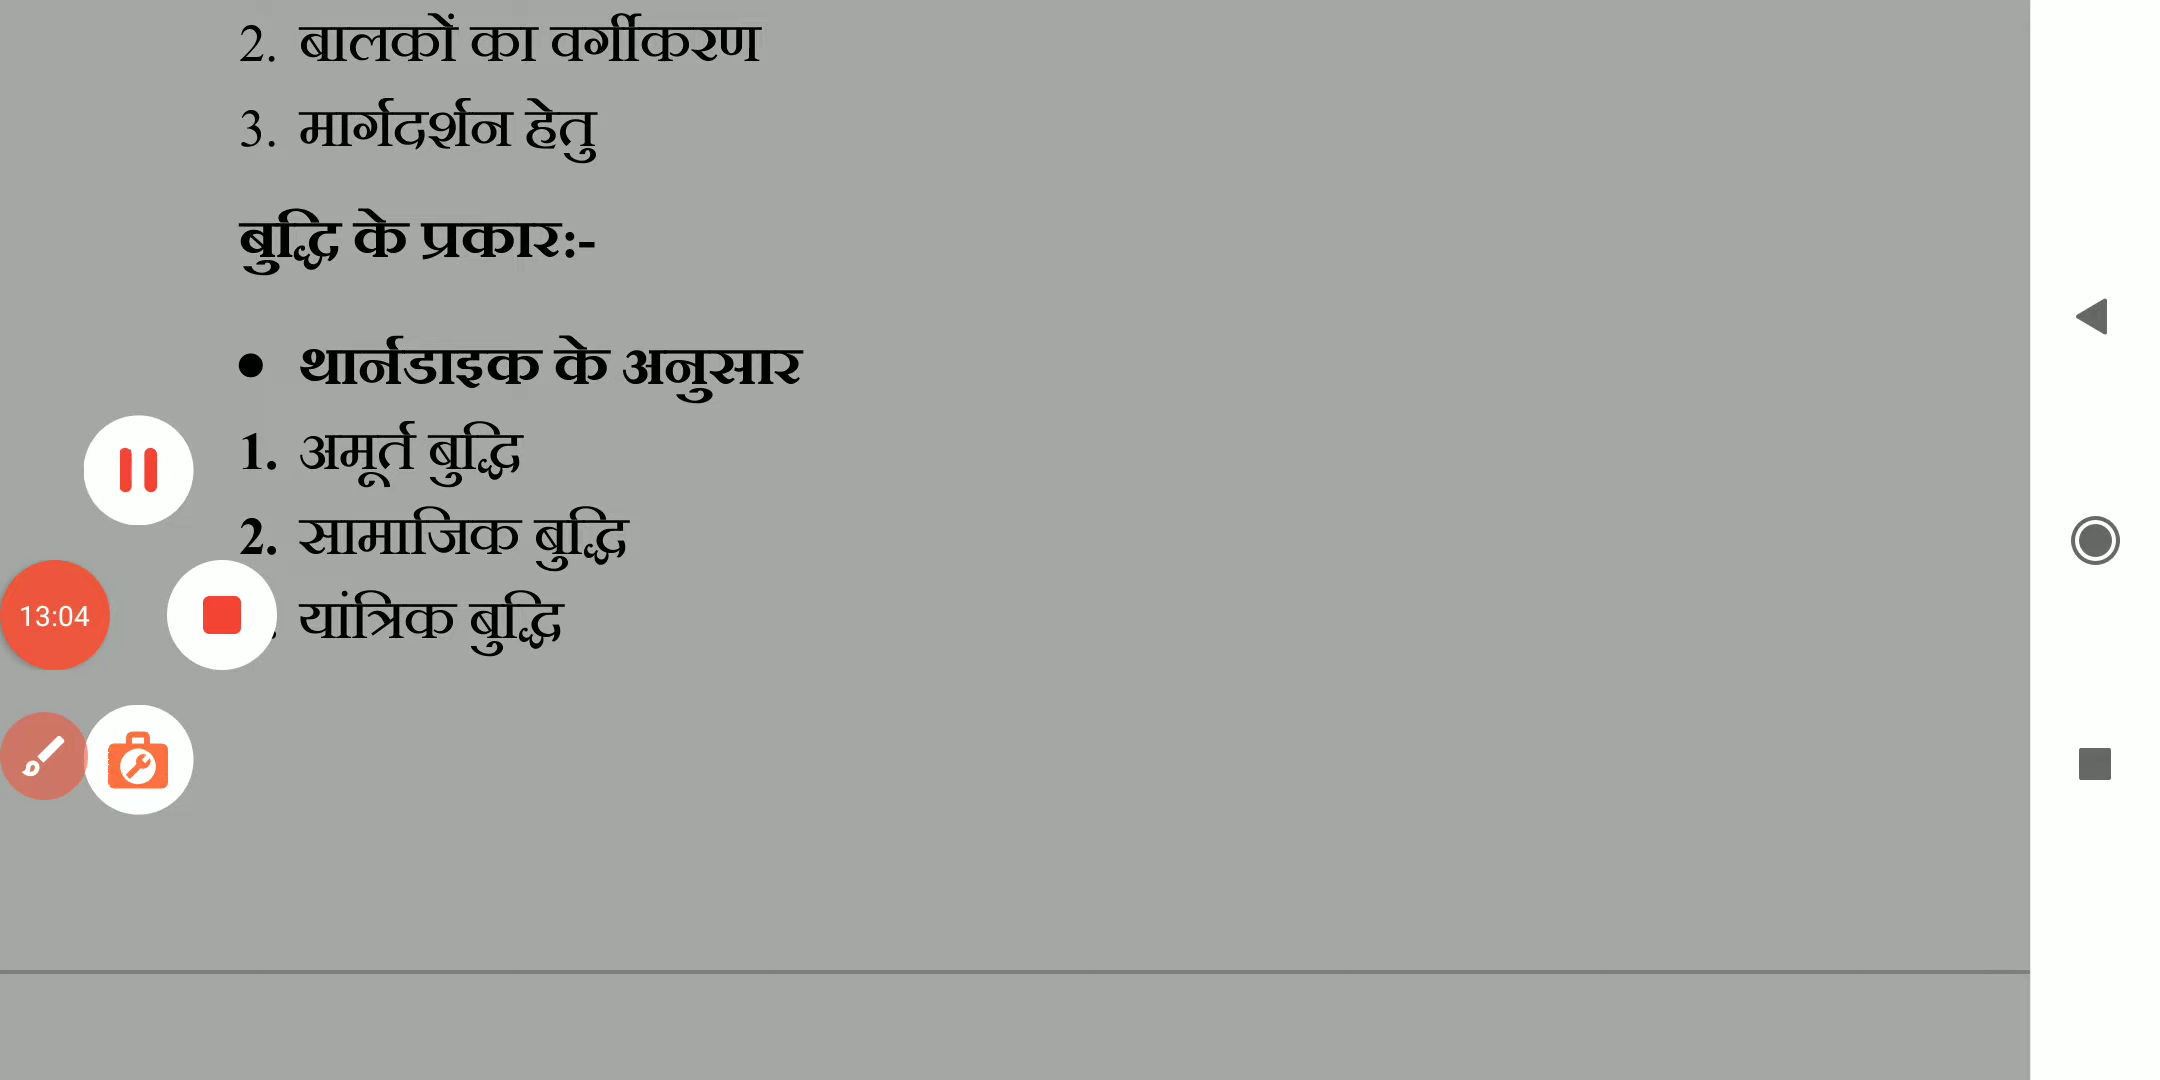 2. बालकों का वर्गीकरण
3. मार्गदर्शन हेतु
बुद्धि के प्रकार:-
● थार्नडाइक के अनुसार
1. अमूर्त बुद्धि
2. सामाजिक बुद्धि
यांत्रिक बुद्धि
13:04